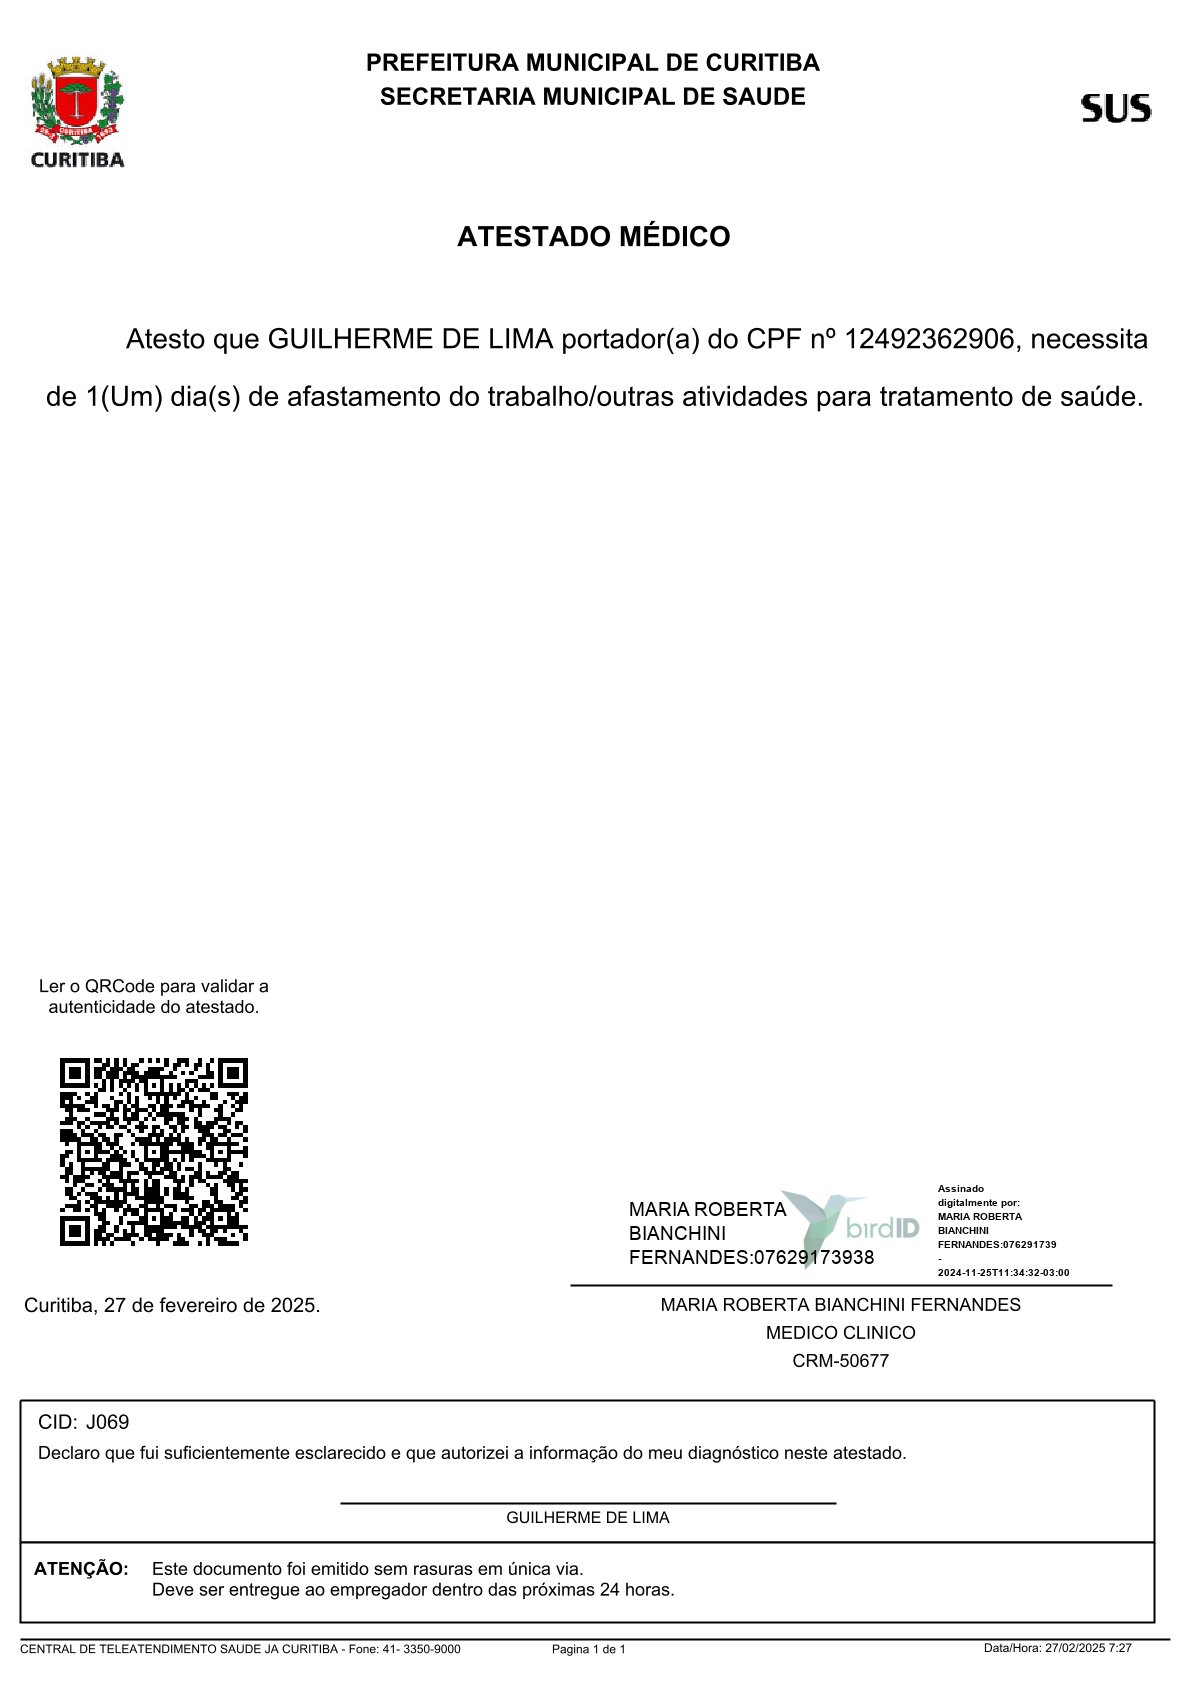 PREFEITURA MUNICIPAL DE CURITIBA
SECRETARIA MUNICIPAL DE SAUDE
CURITIBA
CURITIBA
SUS
ATESTADO MÉDICO
Atesto que GUILHERME DE LIMA portador(a) do CPF nº 12492362906, necessita
de 1(Um) dia(s) de afastamento do trabalho/outras atividades para tratamento de saúde.
Ler o QRCode para validar a
autenticidade do atestado.
MARIA ROBERTA
BIANCHINI
FERNANDES:07629173938
birdID
Assinado
digitalmente por:
MARIA ROBERTA
BIANCHINI
FERNANDES:076291739
-
2024-11-25T11:34:32-03:00
Curitiba, 27 de fevereiro de 2025.
MARIA ROBERTA BIANCHINI FERNANDES
MEDICO CLINICO
CRM-50677
CID: J069
Declaro que fui suficientemente esclarecido e que autorizei a informação do meu diagnóstico neste atestado.
GUILHERME DE LIMA
ATENÇÃO: Este documento foi emitido sem rasuras em única via.
Deve ser entregue ao empregador dentro das próximas 24 horas.
CENTRAL DE TELEATENDIMENTO SAUDE JA CURITIBA - Fone: 41- 3350-9000 Pagina 1 de 1 Data/Hora: 27/02/2025 7:27